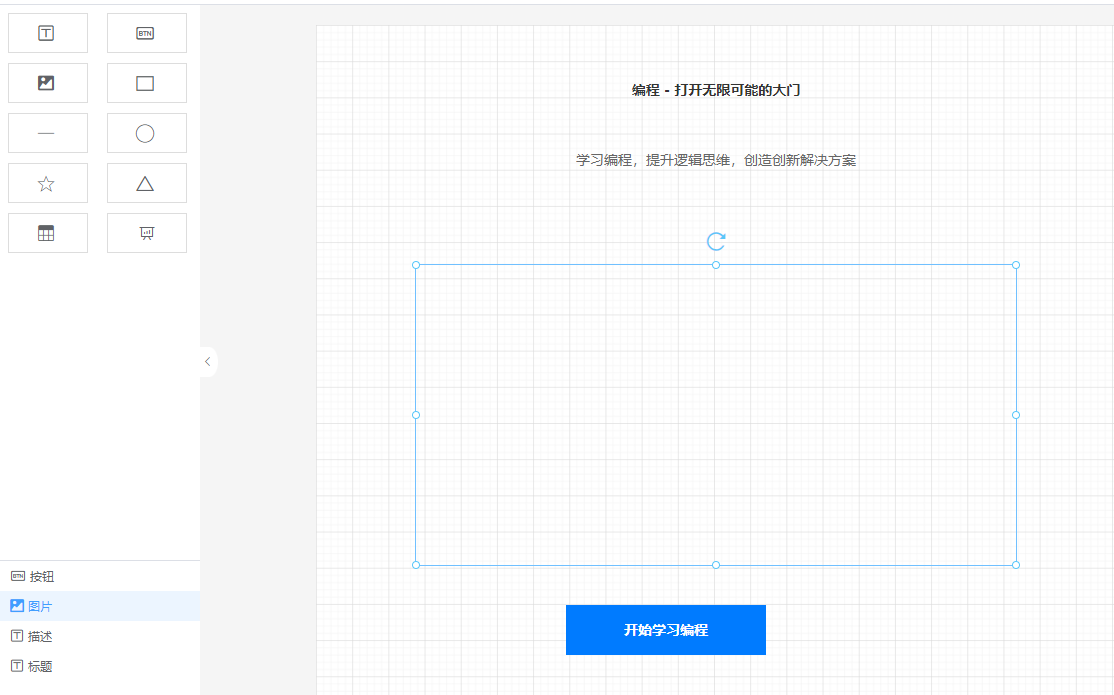 T
BTN
T
编程 - 打开无限可能的大门
学习编程，提升逻辑思维，创造创新解决方案
开始学习编程
BTN 按钮
图片
T 描述
T 标题